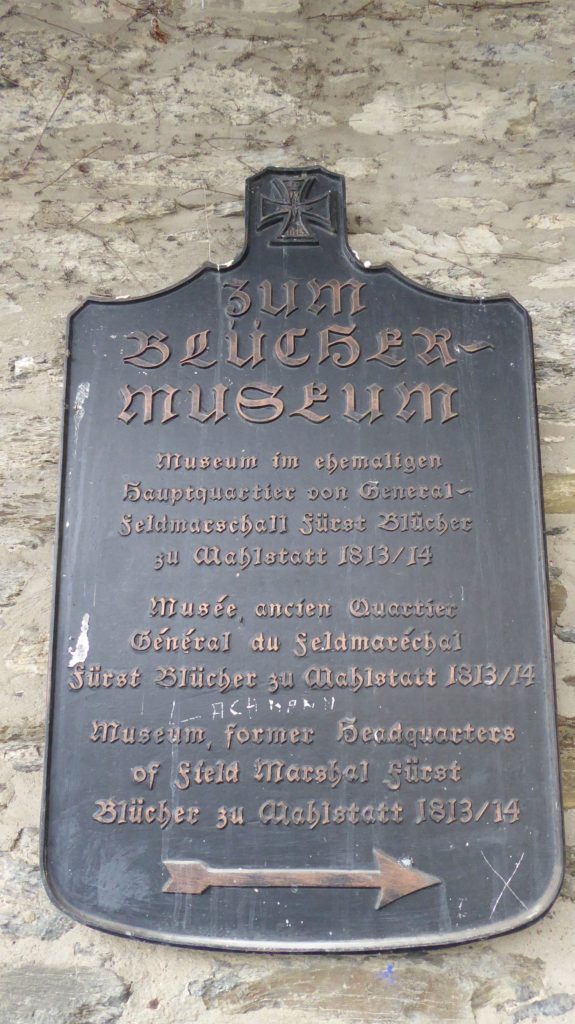 ZUM
BLÜCHER-
MUSEUM
Museum im ehemaligen
Hauptquartier von General-
Feldmarschall Fürst Blücher
zu Wahlstatt 1813/14
Musée, ancien Quartier
Général du Feldmaréchal
Fürst Blücher zu Wahlstatt 1813/14
LACHMANN
Museum, former Headquarters
of Field Marshal Fürst
Blücher zu Wahlstatt 1813/14